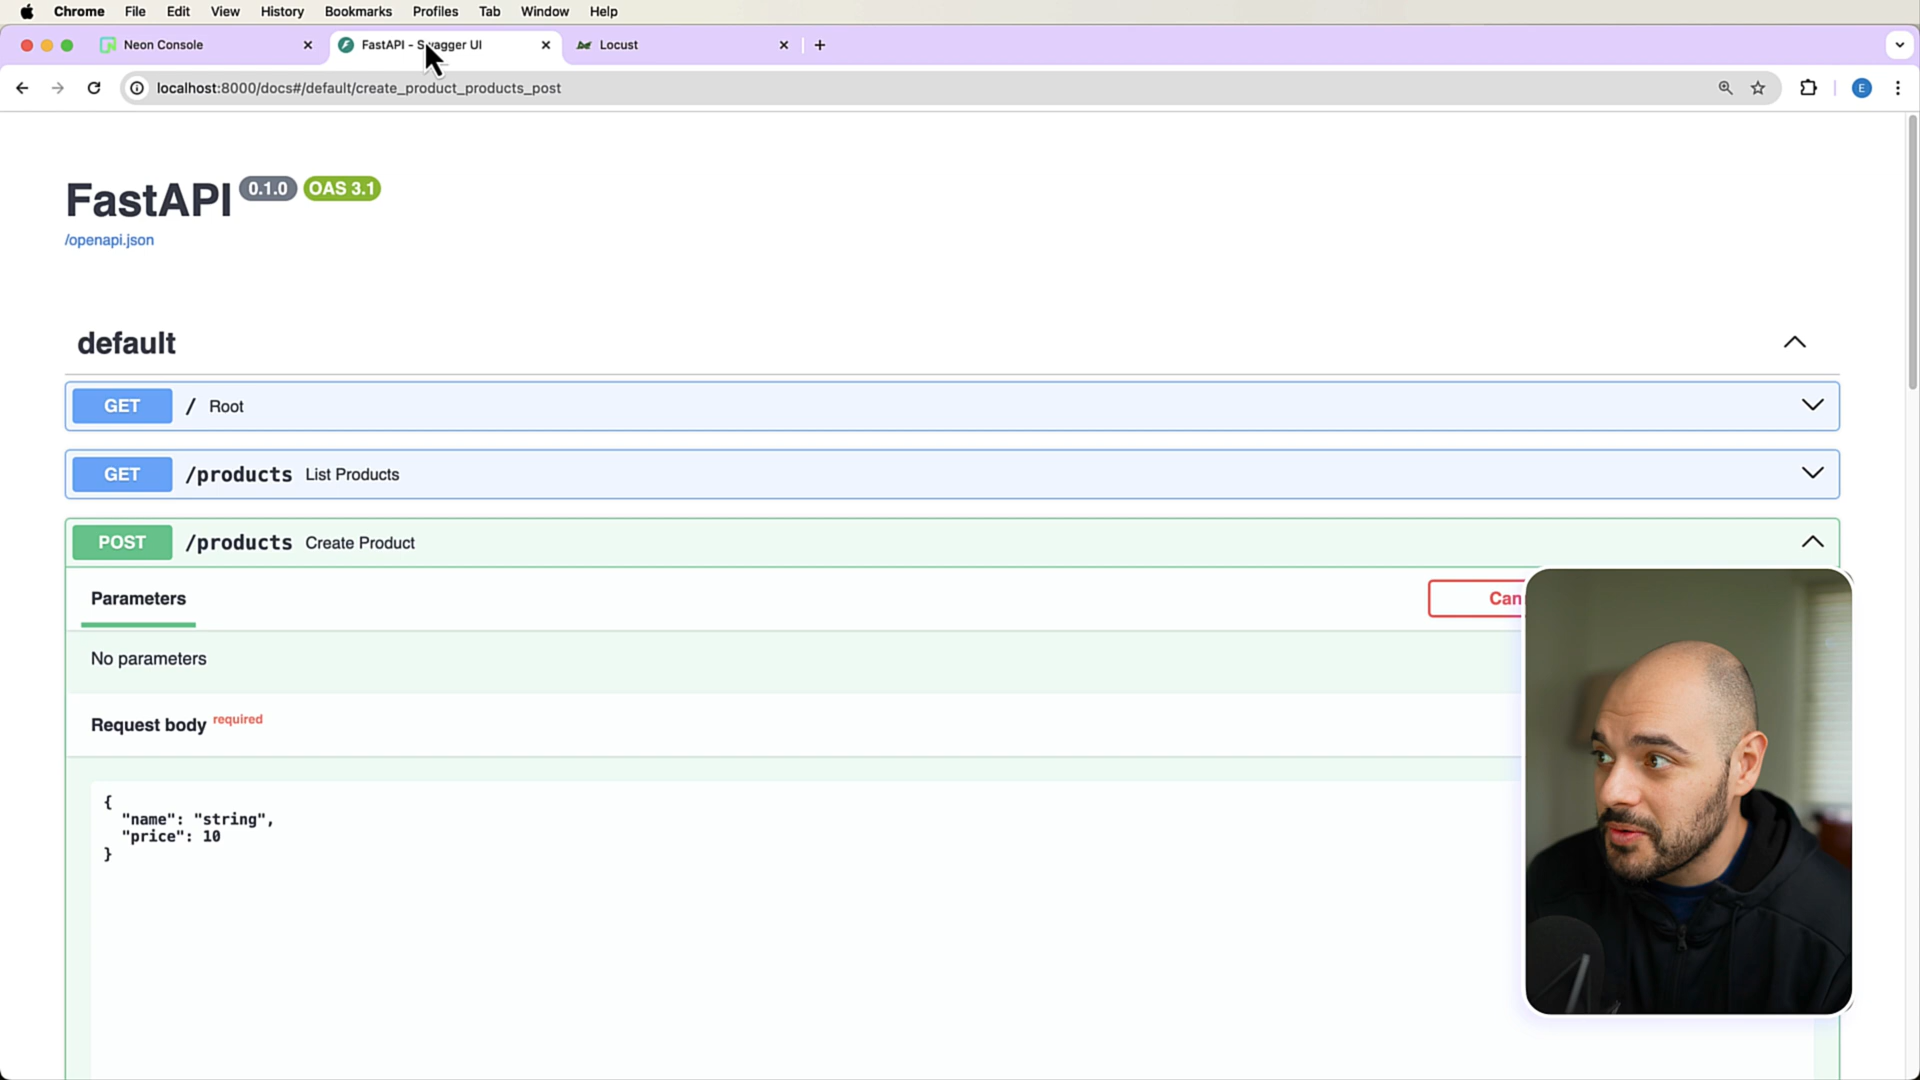 Chrome File Edit View History Bookmarks Profiles Tab Window Help
Neon Console FastAPI - Swagger UI Locust
localhost:8000/docs#/default/create_product_products_post E
FastAPI 0.1.0 OAS 3.1
/openapi.json
default
GET / Root
GET /products List Products
POST /products Create Product
Parameters Can
No parameters
Request body required
{
"name": "string",
"price": 10
}